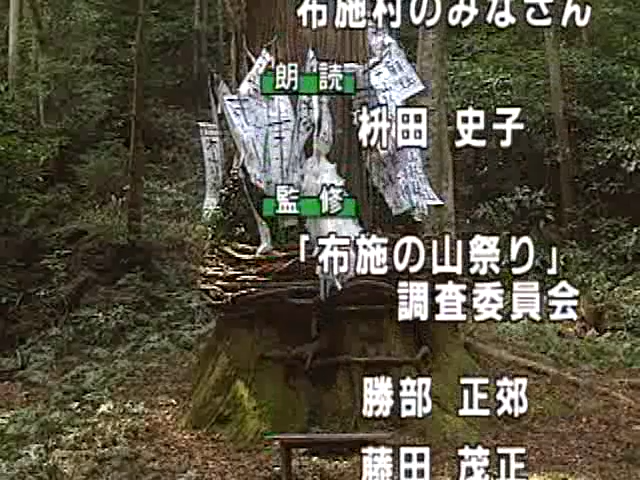 布施村のみなさん
朗読
枡田 史子
監修
「布施の山祭り」
調査委員会
勝部 正郊
藤田 茂正